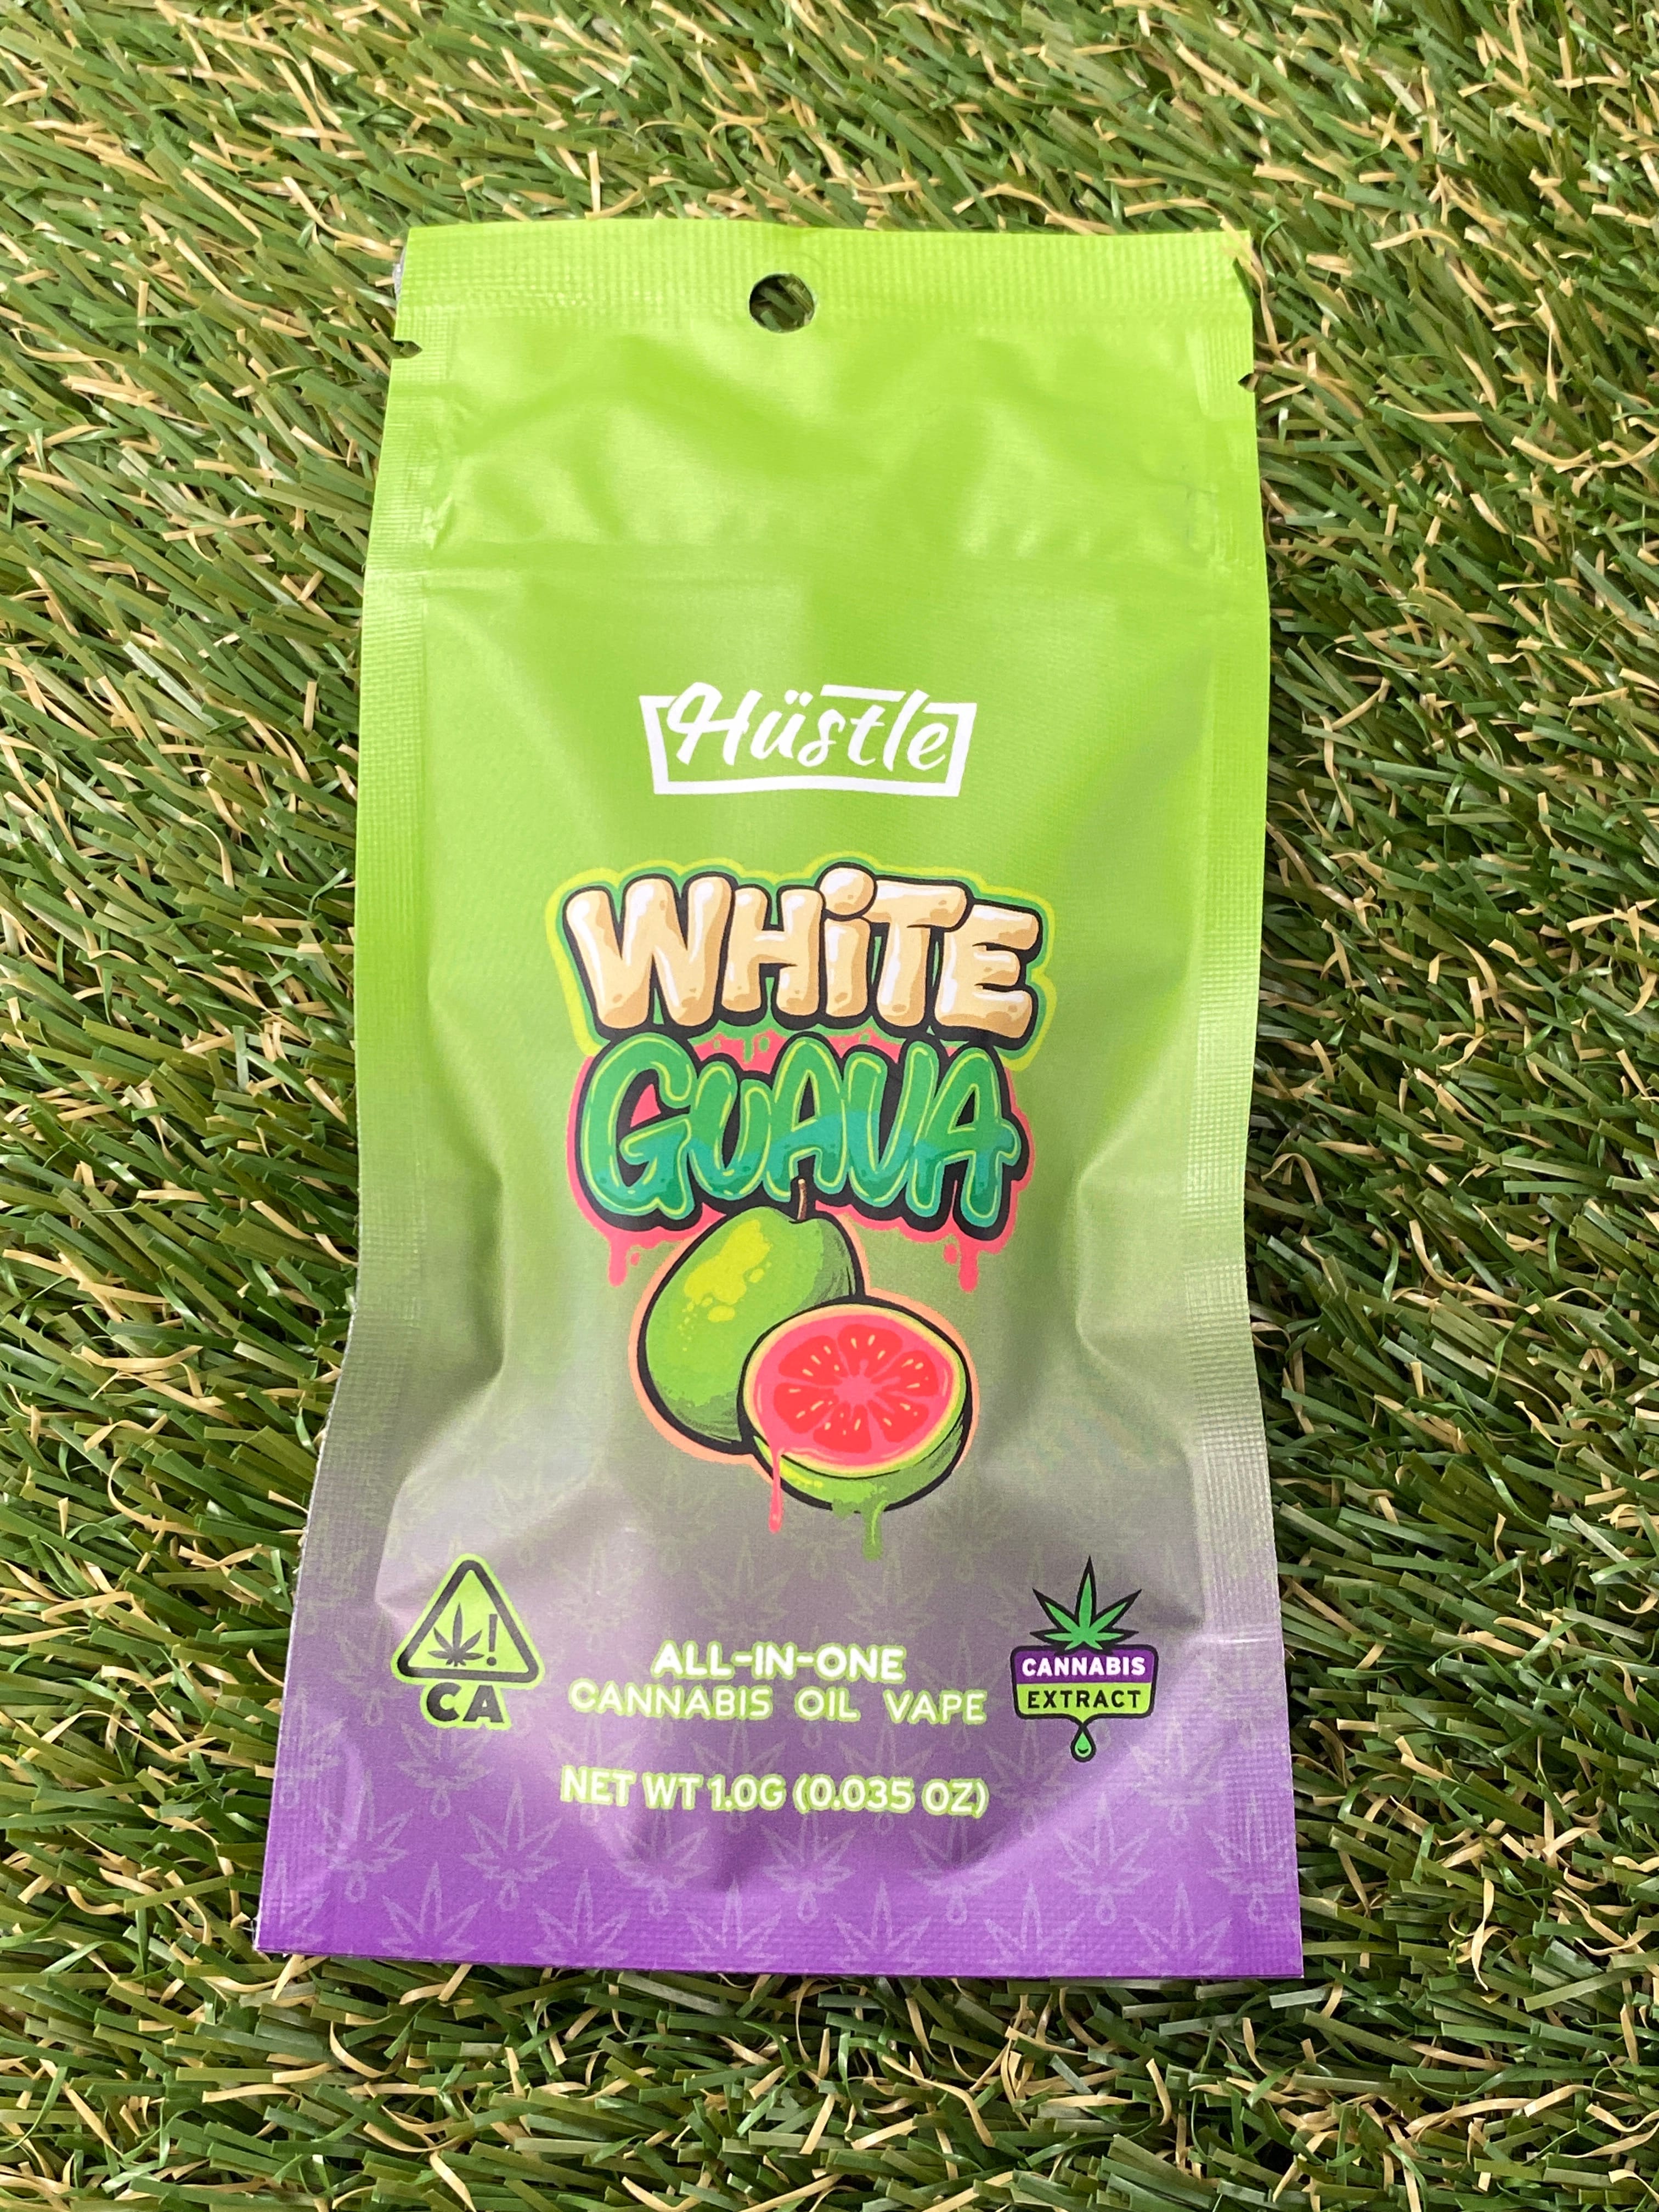 Hüstle
WHiTE
GUAVA
CA
ALL-IN-ONE
CANNABIS OIL VAPE
NET WT 1.0G (0.035 OZ)
CANNABIS
EXTRACT